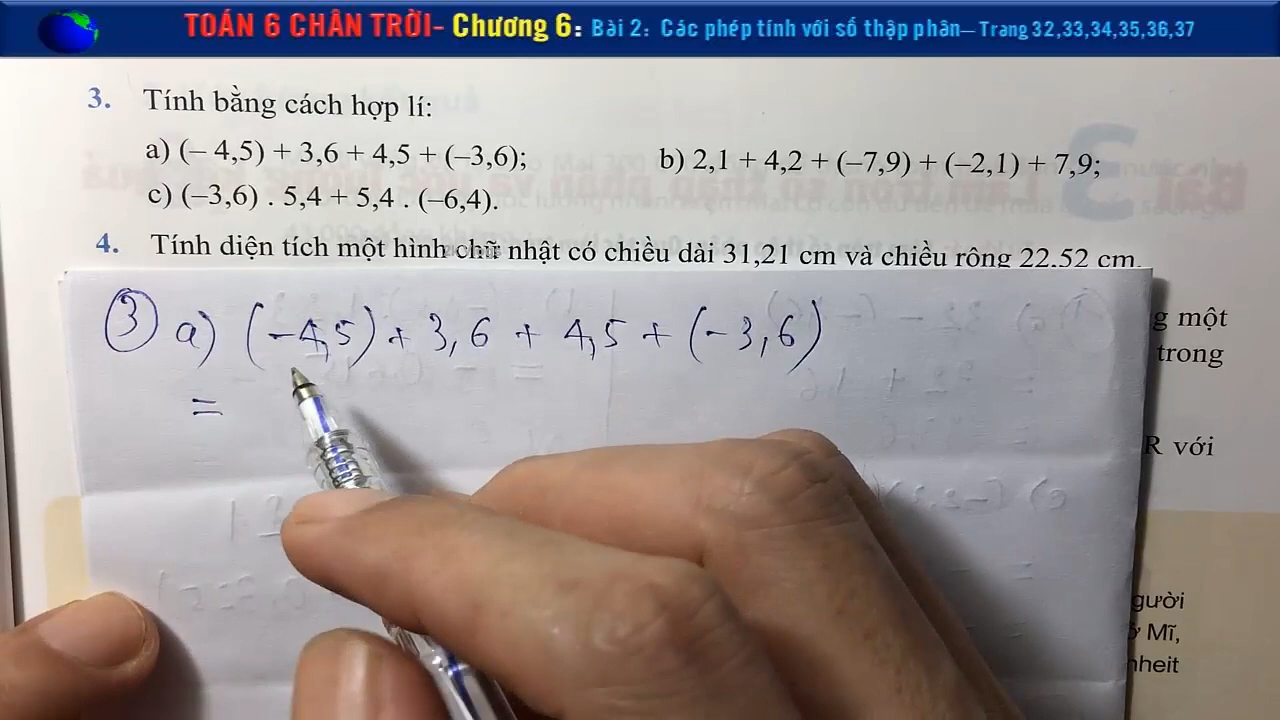 TOÁN 6 CHÂN TRỜI- Chương 6: Bài 2: Các phép tính với số thập phân– Trang 32,33,34,35,36,37
3. Tính bằng cách hợp lí:
a) (– 4,5) + 3,6 + 4,5 + (–3,6); b) 2,1 + 4,2 + (–7,9) + (–2,1) + 7,9;
c) (–3,6) . 5,4 + 5,4 . (–6,4).
4. Tính diện tích một hình chữ nhật có chiều dài 31,21 cm và chiều rộng 22,52 cm.
③ a) (-4,5) + 3,6 + 4,5 + (-3,6)
=
một
trong
R với
gười
ở Mĩ,
nheit